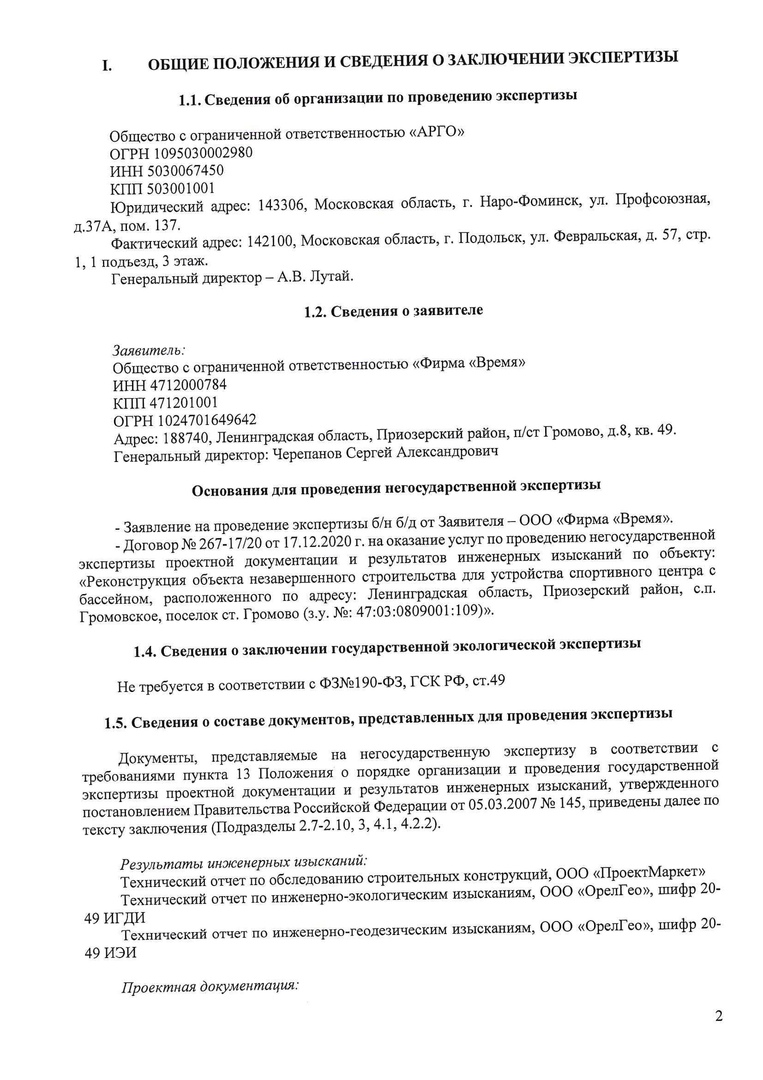 I. ОБЩИЕ ПОЛОЖЕНИЯ И СВЕДЕНИЯ О ЗАКЛЮЧЕНИИ ЭКСПЕРТИЗЫ
1.1. Сведения об организации по проведению экспертизы
Общество с ограниченной ответственностью «АРГО»
ОГРН 1095030002980
ИНН 5030067450
КПП 503001001
Юридический адрес: 143306, Московская область, г. Наро-Фоминск, ул. Профсоюзная,
д.37А, пом. 137.
Фактический адрес: 142100, Московская область, г. Подольск, ул. Февральская, д. 57, стр.
1, 1 подъезд, 3 этаж.
Генеральный директор – А.В. Лутай.
1.2. Сведения о заявителе
Заявитель:
Общество с ограниченной ответственностью «Фирма «Время»
ИНН 4712000784
КПП 471201001
ОГРН 1024701649642
Адрес: 188740, Ленинградская область, Приозерский район, п/ст Громово, д.8, кв. 49.
Генеральный директор: Черепанов Сергей Александрович
Основания для проведения негосударственной экспертизы
- Заявление на проведение экспертизы б/н б/д от Заявителя – ООО «Фирма «Время».
- Договор № 267-17/20 от 17.12.2020 г. на оказание услуг по проведению негосударственной
экспертизы проектной документации и результатов инженерных изысканий по объекту:
«Реконструкция объекта незавершенного строительства для устройства спортивного центра с
бассейном, расположенного по адресу: Ленинградская область, Приозерский район, с.п.
Громовское, поселок ст. Громово (з.у. №: 47:03:0809001:109)».
1.4. Сведения о заключении государственной экологической экспертизы
Не требуется в соответствии с ФЗ№190-ФЗ, ГСК РФ, ст.49
1.5. Сведения о составе документов, представленных для проведения экспертизы
Документы, представляемые на негосударственную экспертизу в соответствии с
требованиями пункта 13 Положения о порядке организации и проведения государственной
экспертизы проектной документации и результатов инженерных изысканий, утвержденного
постановлением Правительства Российской Федерации от 05.03.2007 № 145, приведены далее по
тексту заключения (Подразделы 2.7-2.10, 3, 4.1, 4.2.2).
Результаты инженерных изысканий:
Технический отчет по обследованию строительных конструкций, ООО «ПроектМаркет»
Технический отчет по инженерно-экологическим изысканиям, ООО «ОрелГео», шифр 20-
49 ИГДИ
Технический отчет по инженерно-геодезическим изысканиям, ООО «ОрелГео», шифр 20-
49 ИЭИ
Проектная документация:
2